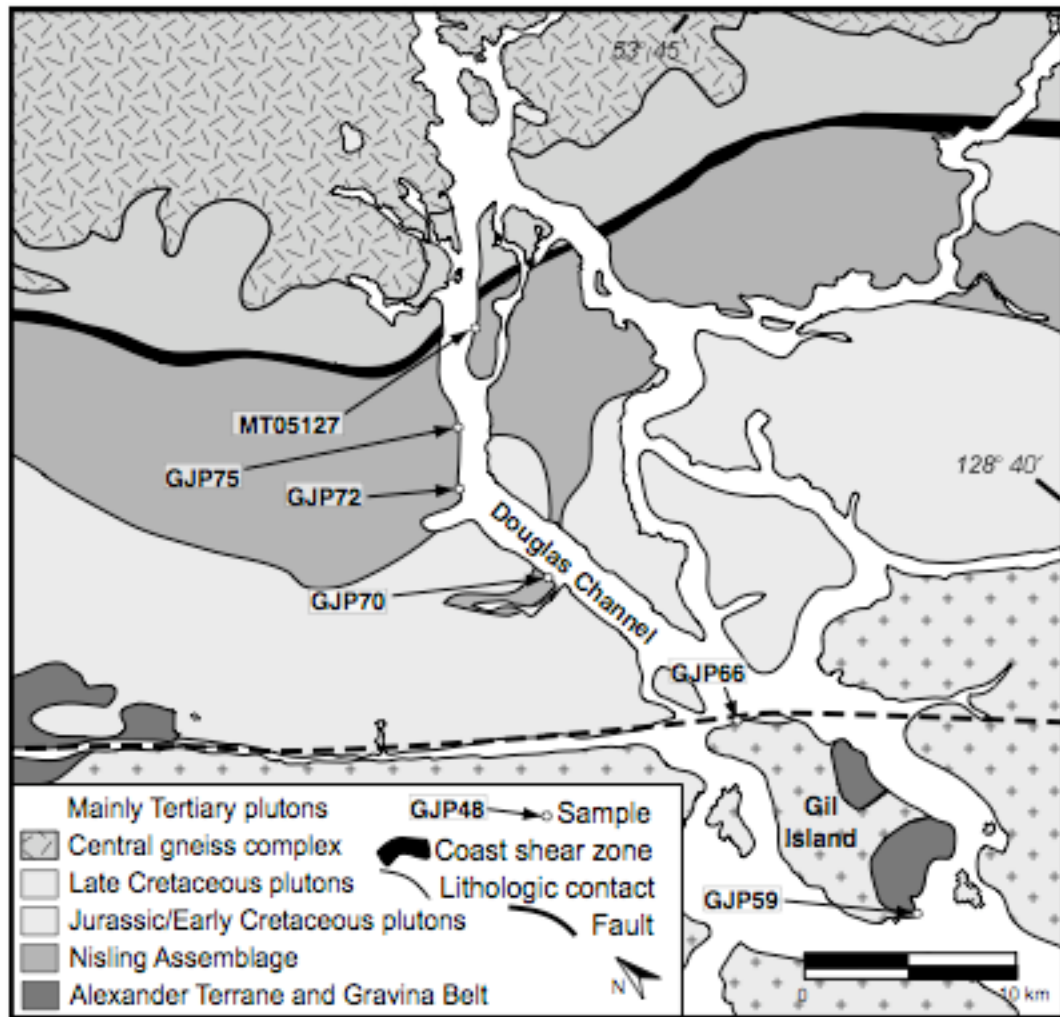 53° 45'
MT05127
GJP75
GJP72
128° 40'
Douglas Channel
GJP70
GJP66
Gil
Island
GJP59
Mainly Tertiary plutons
Central gneiss complex
Late Cretaceous plutons
Jurassic/Early Cretaceous plutons
Nisling Assemblage
Alexander Terrane and Gravina Belt
GJP48 Sample
Coast shear zone
Lithologic contact
Fault
N
0 10 km